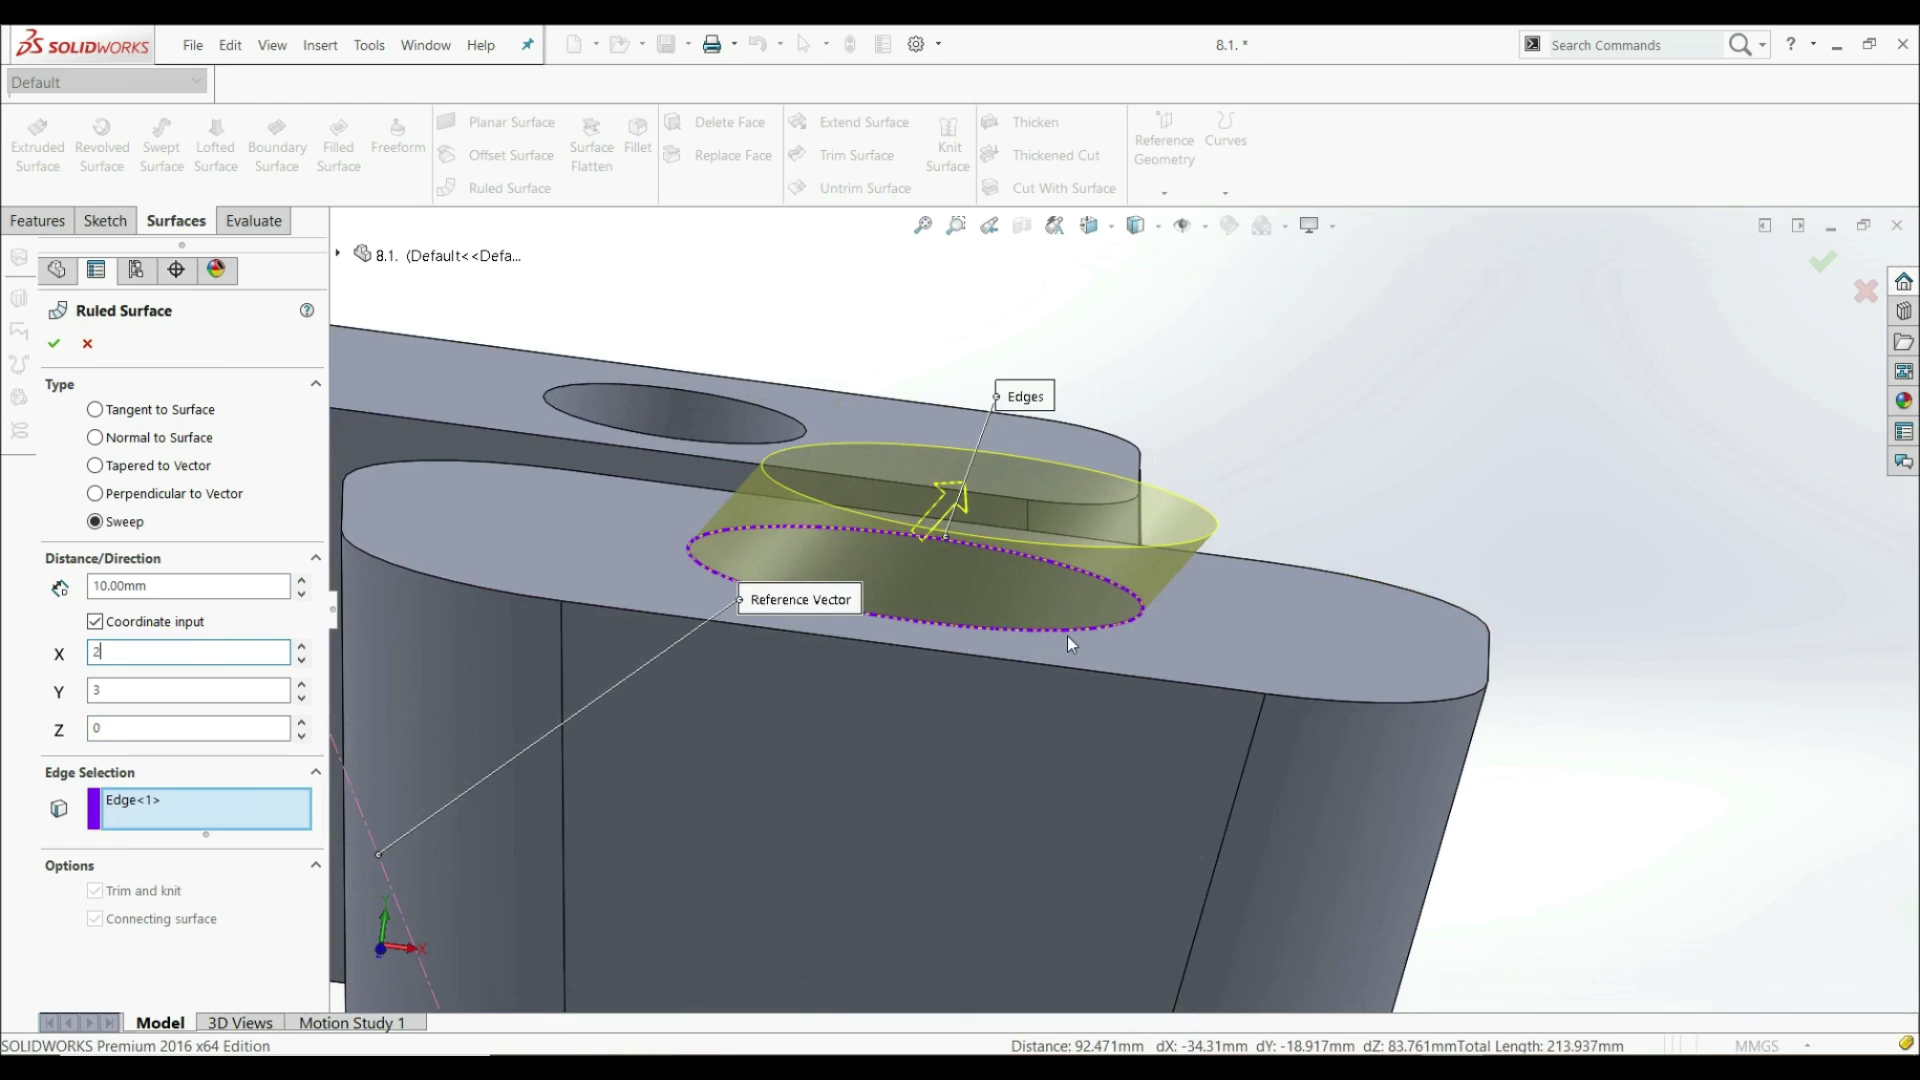 SOLIDWORKS
File Edit View Insert Tools Window Help
8.1. *
Search Commands
?
Default
Extruded Surface
Revolved Surface
Swept Surface
Lofted Surface
Boundary Surface
Filled Surface
Freeform
Planar Surface
Offset Surface
Ruled Surface
Surface Flatten
Fillet
Delete Face
Replace Face
Extend Surface
Trim Surface
Untrim Surface
Knit Surface
Thicken
Thickened Cut
Cut With Surface
Reference Geometry
Curves
Features Sketch Surfaces Evaluate
8.1. (Default<<Defa...
Ruled Surface
?
Type
Tangent to Surface
Normal to Surface
Tapered to Vector
Perpendicular to Vector
Sweep
Distance/Direction
10.00mm
Coordinate input
X 2
Y 3
Z 0
Edge Selection
Edge<1>
Options
Trim and knit
Connecting surface
Edges
Reference Vector
Y
X
Z
Model 3D Views Motion Study 1
SOLIDWORKS Premium 2016 x64 Edition
Distance: 92.471mm dX: -34.31mm dY: -18.917mm dZ: 83.761mmTotal Length: 213.937mm
MMGS